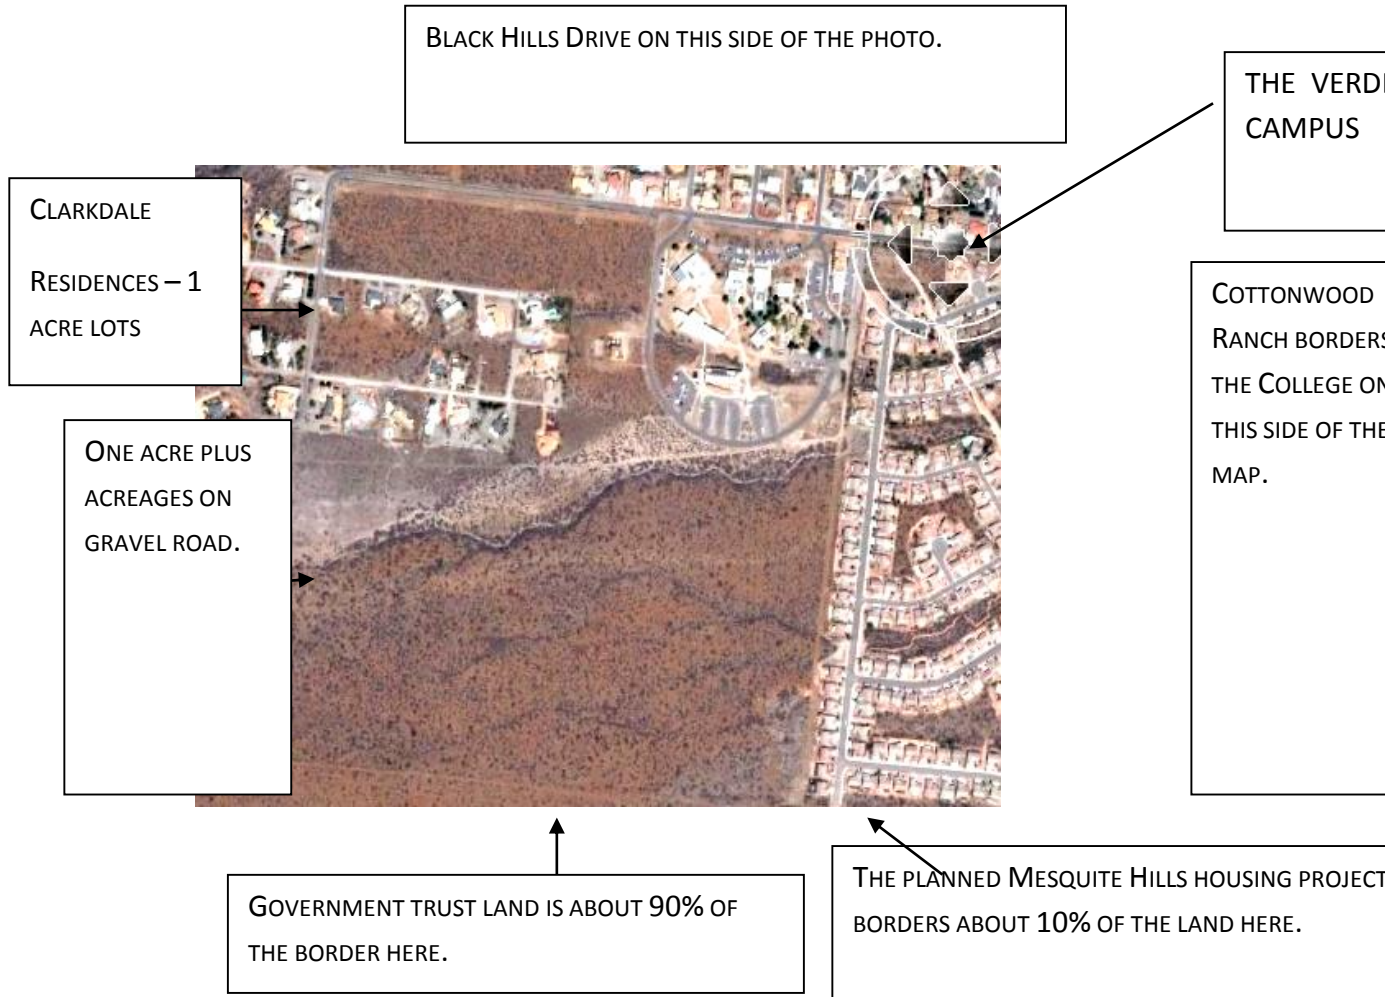 BLACK HILLS DRIVE ON THIS SIDE OF THE PHOTO.
THE VERD
CAMPUS
CLARKDALE
RESIDENCES – 1
ACRE LOTS
COTTONWOOD
RANCH BORDERS
THE COLLEGE ON
THIS SIDE OF THE
MAP.
ONE ACRE PLUS
ACREAGES ON
GRAVEL ROAD.
GOVERNMENT TRUST LAND IS ABOUT 90% OF
THE BORDER HERE.
THE PLANNED MESQUITE HILLS HOUSING PROJECT
BORDERS ABOUT 10% OF THE LAND HERE.